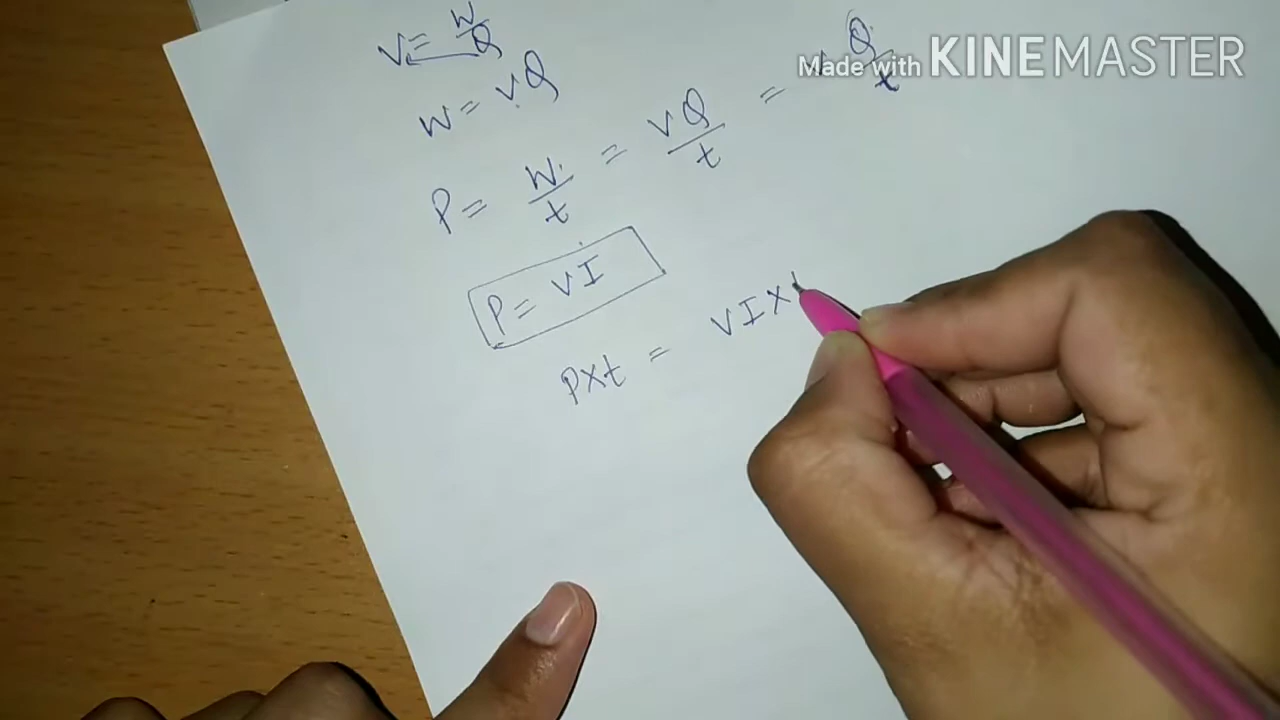 V = W/Q
W = VQ
P = W/t = VQ/t = V Q/t
P = VI
P×t = VI×
Made with KINEMASTER